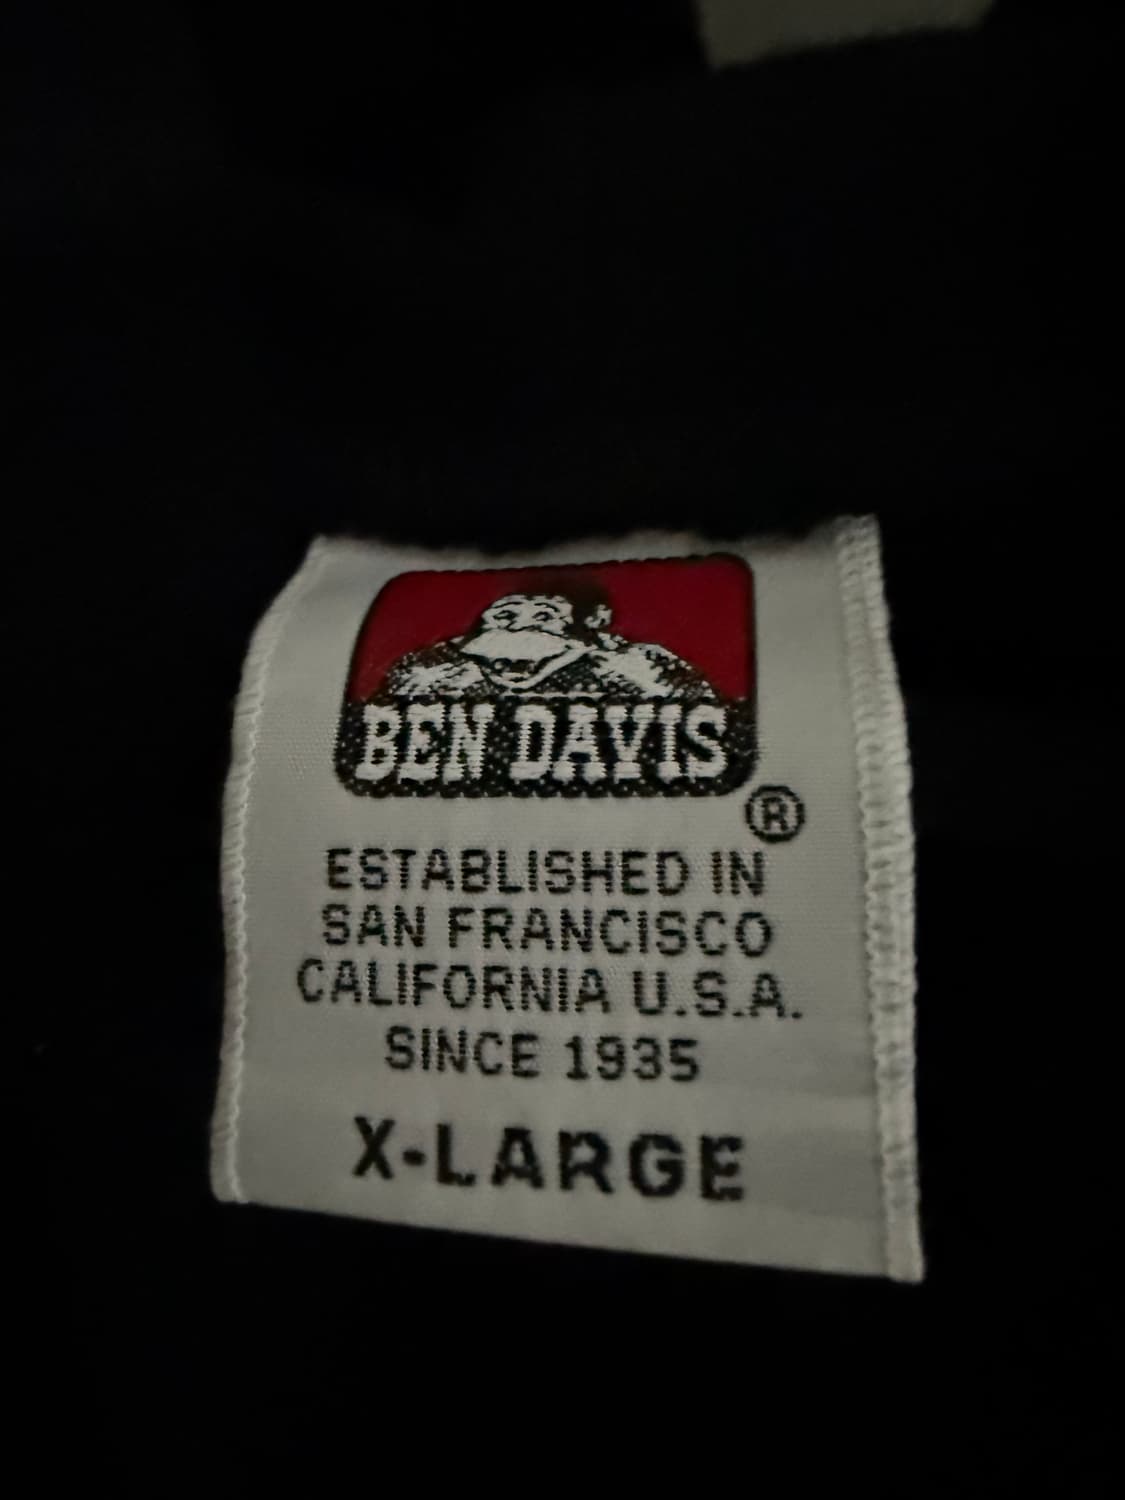 BEN DAVIS
®
ESTABLISHED IN
SAN FRANCISCO
CALIFORNIA U.S.A.
SINCE 1935
X-LARGE